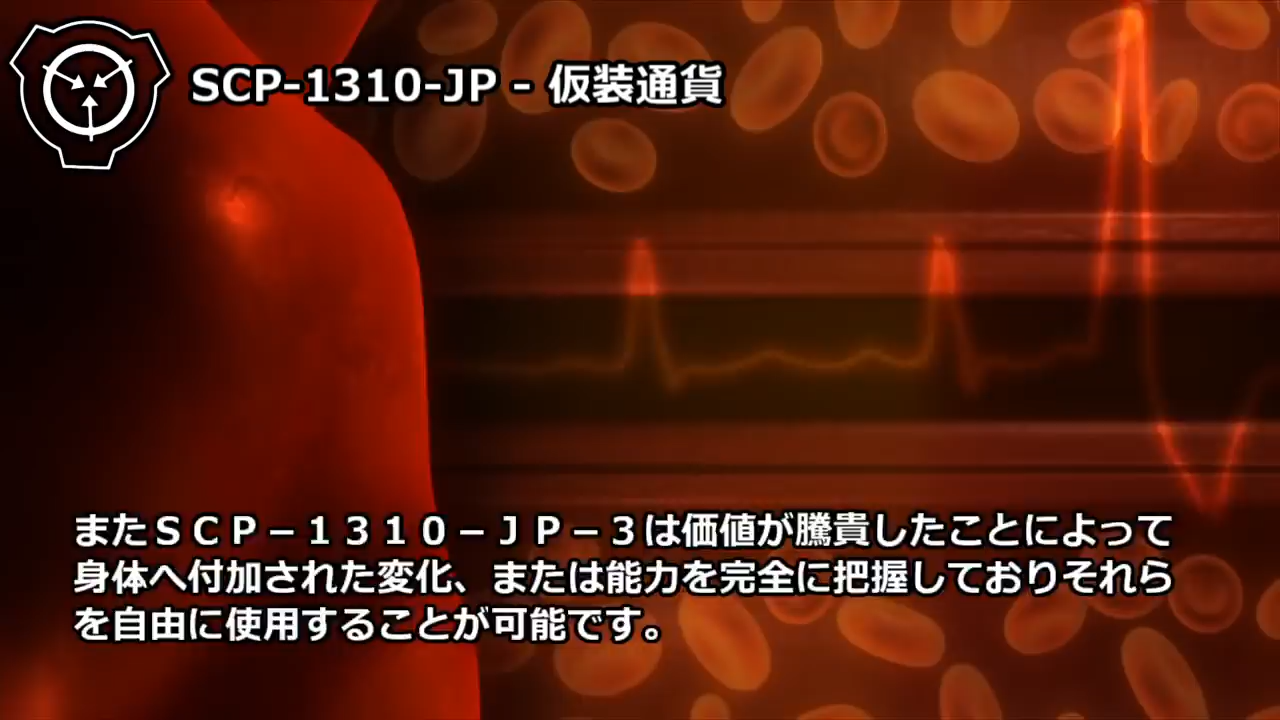 SCP-1310-JP - 仮装通貨
またＳＣＰ－１３１０－ＪＰ－３は価値が騰貴したことによって
身体へ付加された変化、または能力を完全に把握しておりそれら
を自由に使用することが可能です。